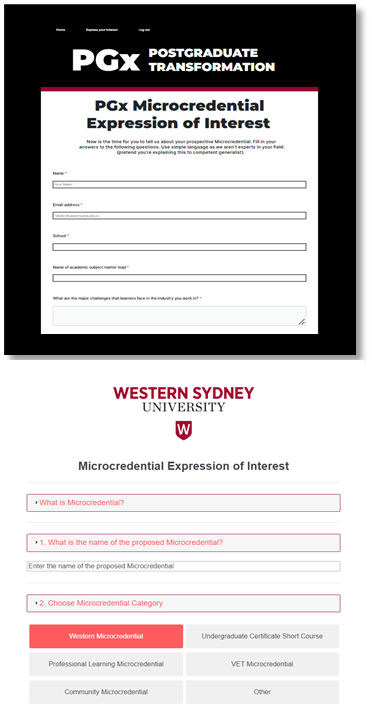 Home Express your interest Log out
PGx POSTGRADUATE
TRANSFORMATION
PGx Microcredential
Expression of Interest
Now is the time for you to tell us about your prospective Microcredential. Fill in your
answers to the following questions. Use simple language as we aren't experts in your field
(pretend you're explaining this to competent generalist).
Name *
Email address *
School *
Name of academic subject matter lead *
What are the major challenges that learners face in the industry you work in? *
WESTERN SYDNEY
UNIVERSITY
W
Microcredential Expression of Interest
What is Microcredential?
1. What is the name of the proposed Microcredential?
Enter the name of the proposed Microcredential
2. Choose Microcredential Category
Western Microcredential Undergraduate Certificate Short Course
Professional Learning Microcredential VET Microcredential
Community Microcredential Other